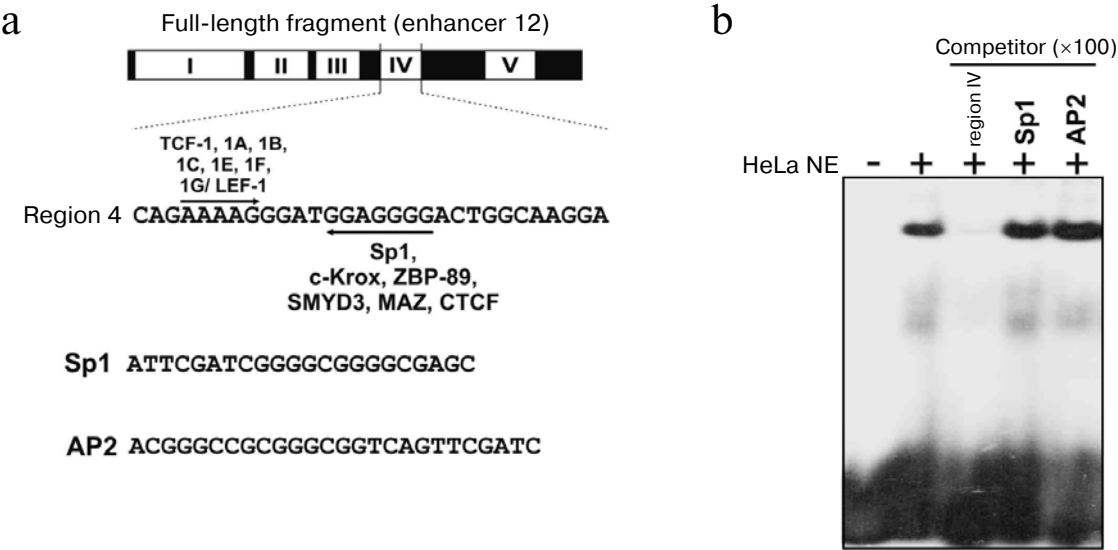 a
Full-length fragment (enhancer 12)
I II III IV V
TCF-1, 1A, 1B,
1C, 1E, 1F,
1G/ LEF-1
Region 4 CAGAAAAGGGATGGAGGGGACTGGCAAGGA
Sp1,
c-Krox, ZBP-89,
SMYD3, MAZ, CTCF
Sp1 ATTCGATCGGGGCGGGGCGAGC
AP2 ACGGGCCGCGGGCGGTCAGTTCGATC
b
Competitor (×100)
region IV
Sp1
AP2
HeLa NE - + + + +